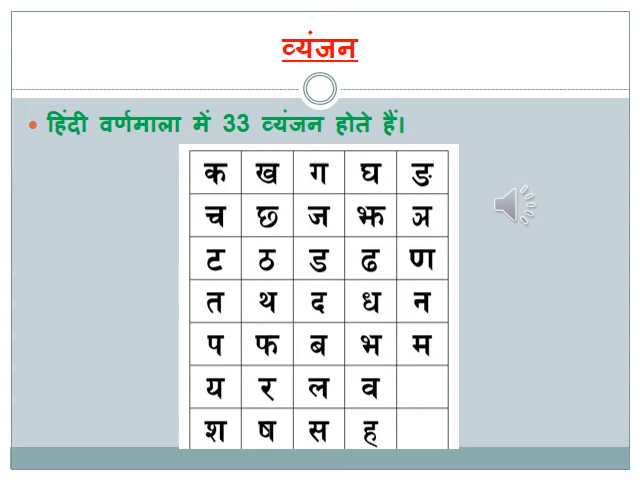 व्यंजन
हिंदी वर्णमाला में 33 व्यंजन होते हैं।
क ख ग घ ङ
च छ ज झ ञ
ट ठ ड ढ ण
त थ द ध न
प फ ब भ म
य र ल व
श ष स ह